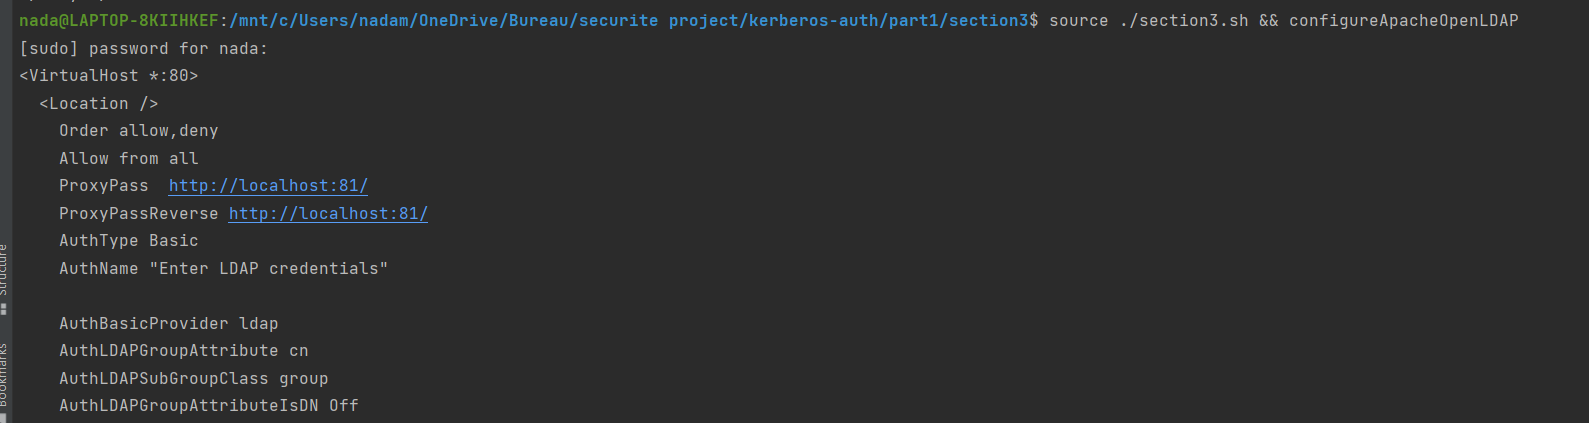 nada@LAPTOP-8KIIHKEF:/mnt/c/Users/nadam/OneDrive/Bureau/securite project/kerberos-auth/part1/section3$ source ./section3.sh && configureApacheOpenLDAP
[sudo] password for nada:
<VirtualHost *:80>
  <Location />
    Order allow,deny
    Allow from all
    ProxyPass  http://localhost:81/
    ProxyPassReverse http://localhost:81/
    AuthType Basic
    AuthName "Enter LDAP credentials"

    AuthBasicProvider ldap
    AuthLDAPGroupAttribute cn
    AuthLDAPSubGroupClass group
    AuthLDAPGroupAttributeIsDN Off
Structure
Bookmarks